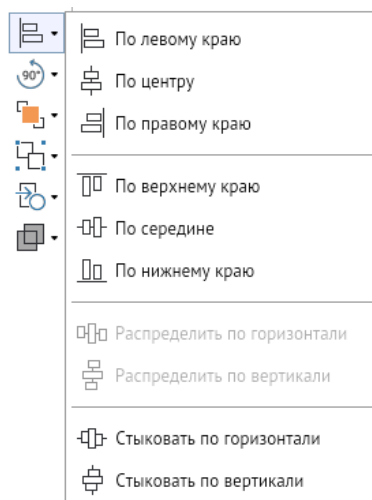 По левому краю
90°
По центру
По правому краю
По верхнему краю
По середине
По нижнему краю
Распределить по горизонтали
Распределить по вертикали
Стыковать по горизонтали
Стыковать по вертикали